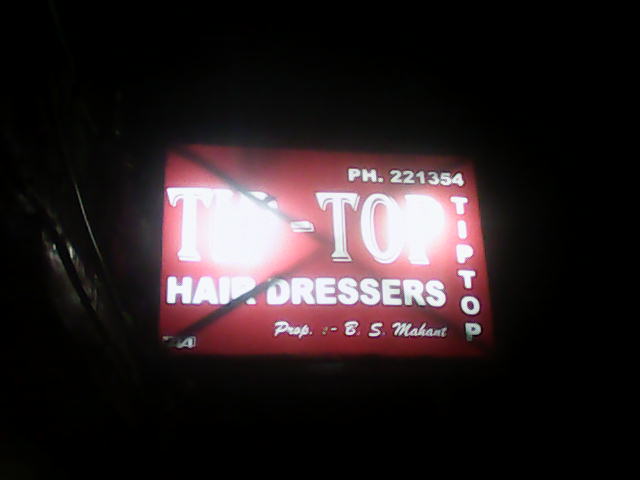 PH. 221354
TIP-TOP
HAIR DRESSERS
Prop. :- B. S. Mahant
TIPTOP